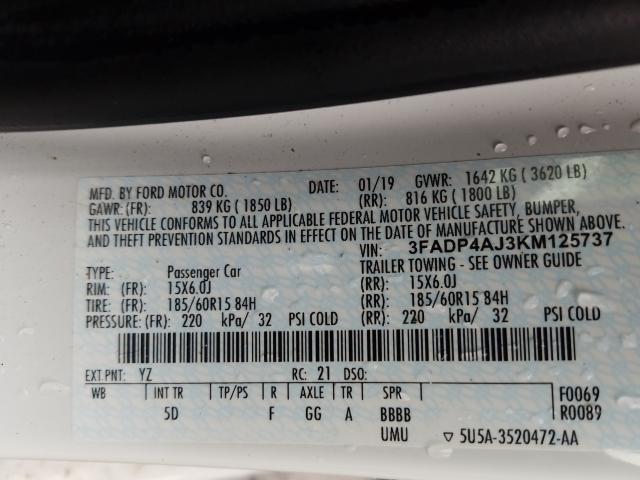 MFD. BY FORD MOTOR CO. DATE: 01/19 GVWR: 1642 KG ( 3620 LB)
GAWR: (FR): 839 KG ( 1850 LB) (RR): 816 KG ( 1800 LB)
THIS VEHICLE CONFORMS TO ALL APPLICABLE FEDERAL MOTOR VEHICLE SAFETY, BUMPER,
AND THEFT PREVENTION STANDARDS IN EFFECT ON THE DATE OF MANUFACTURE SHOWN ABOVE.
VIN: 3FADP4AJ3KM125737
TYPE: Passenger Car TRAILER TOWING - SEE OWNER GUIDE
RIM: (FR): 15X6.0J (RR): 15X6.0J
TIRE: (FR): 185/60R15 84H (RR): 185/60R15 84H
PRESSURE: (FR): 220 kPa/ 32 PSI COLD (RR): 220 kPa/ 32 PSI COLD
EXT PNT: YZ RC: 21 DSO:
WB INT TR TP/PS R AXLE TR SPR F0069
5D F GG A BBBB R0089
UMU ▽ 5U5A-3520472-AA